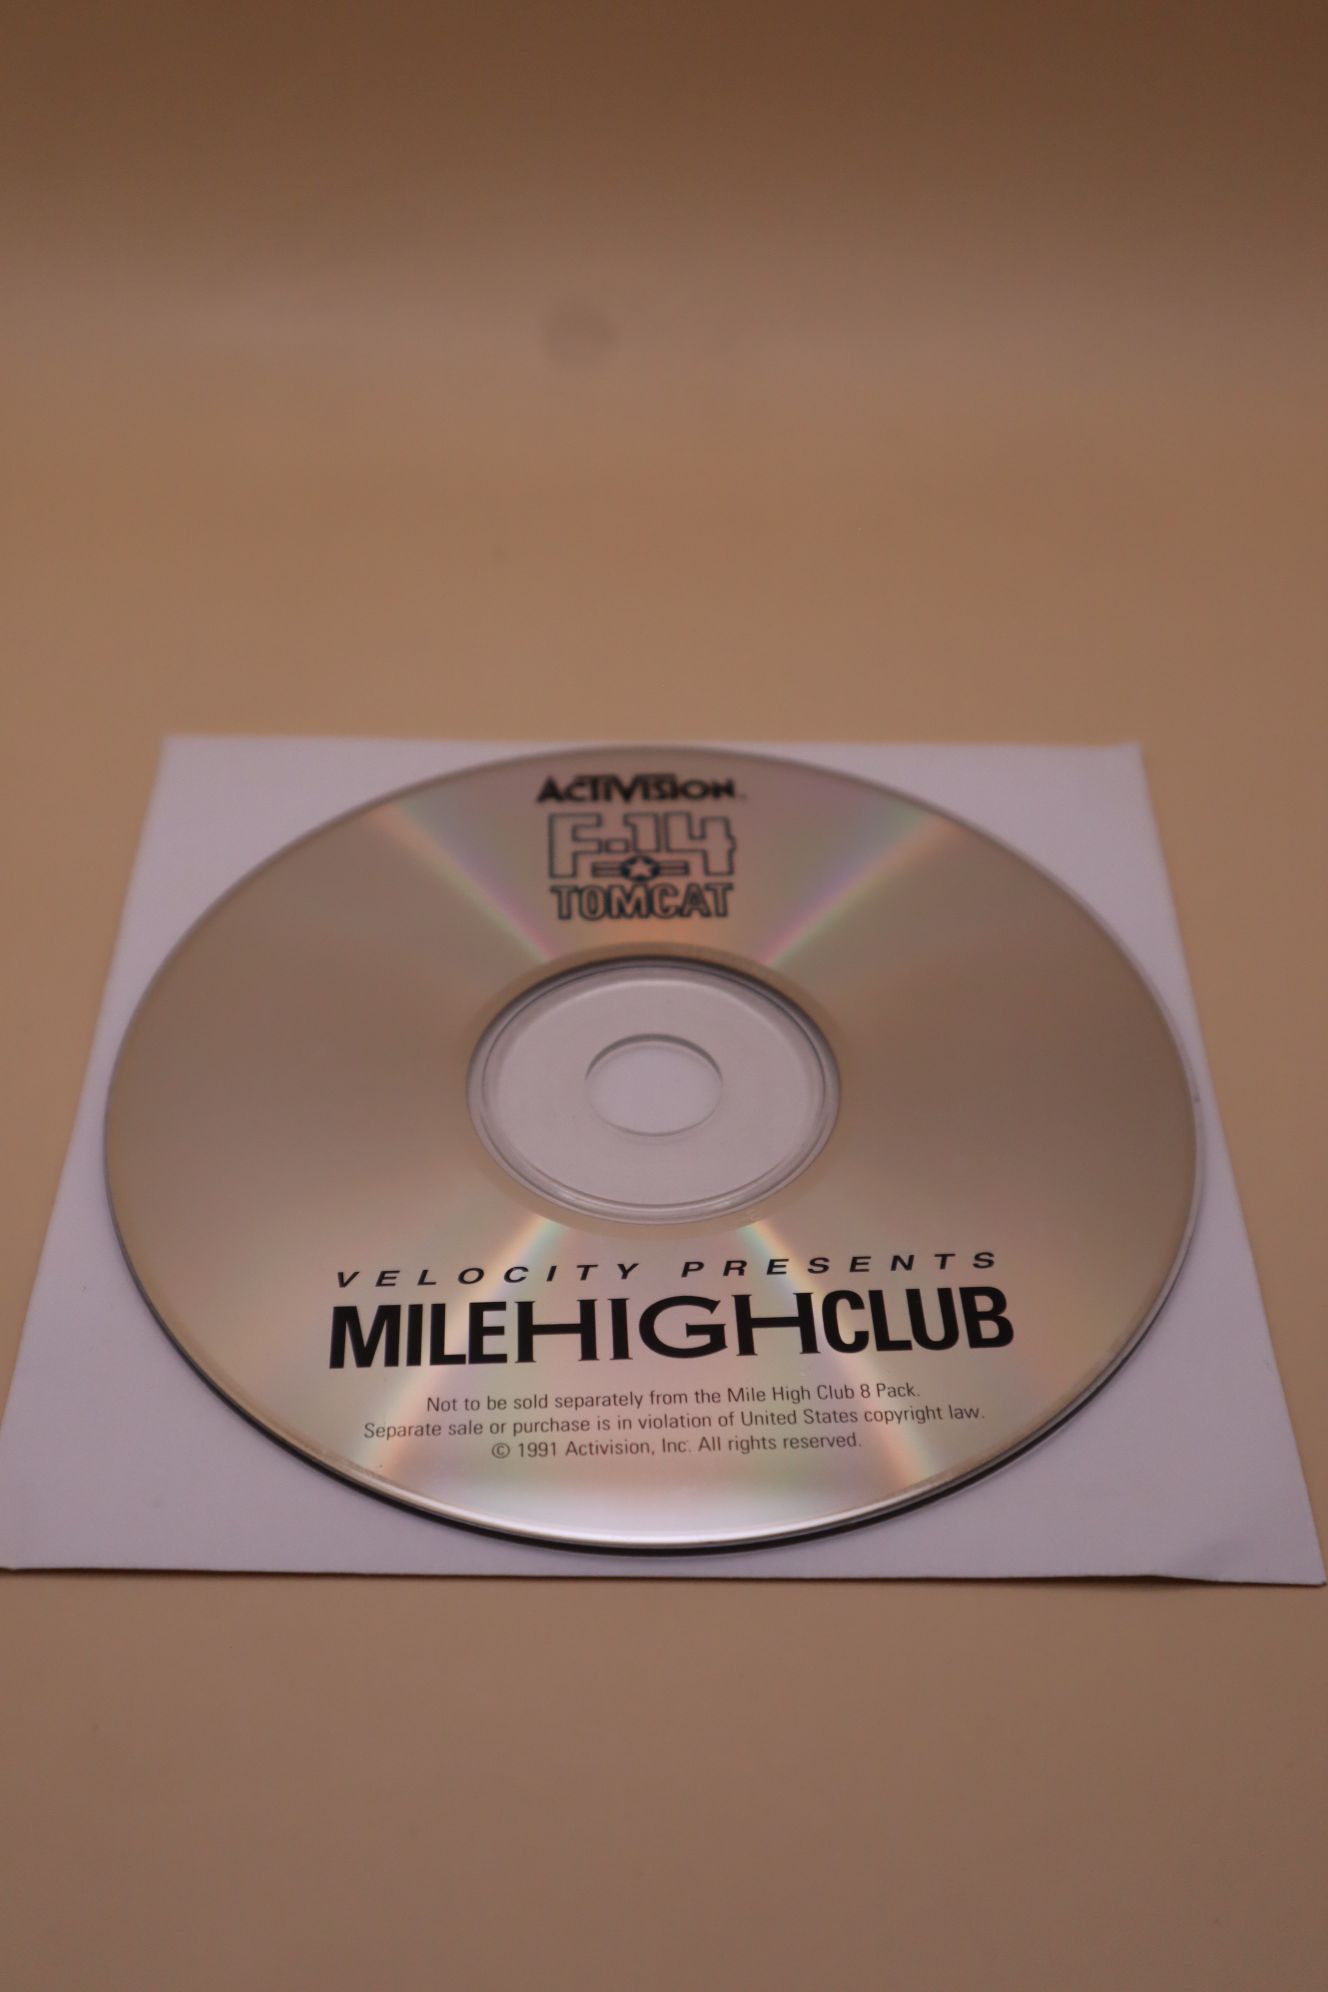 ACTIVISION
F-14
TOMCAT
VELOCITY PRESENTS
MILEHIGHCLUB
Not to be sold separately from the Mile High Club 8 Pack.
Separate sale or purchase is in violation of United States copyright law.
© 1991 Activision, Inc. All rights reserved.